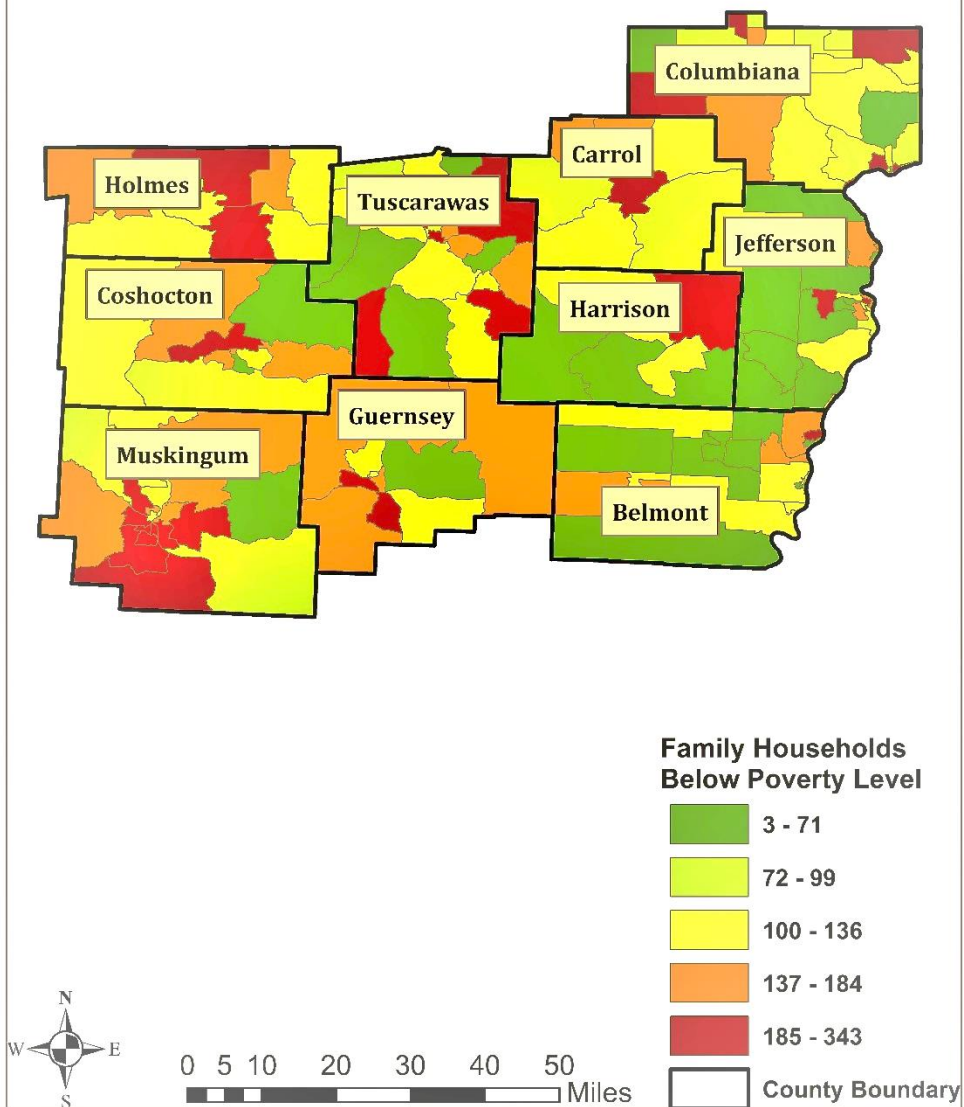 Columbiana
Carrol
Holmes
Tuscarawas
Jefferson
Coshocton
Harrison
Guernsey
Muskingum
Belmont
Family Households
Below Poverty Level
3 - 71
72 - 99
100 - 136
137 - 184
185 - 343
County Boundary
N
W E
S
0 5 10 20 30 40 50
Miles